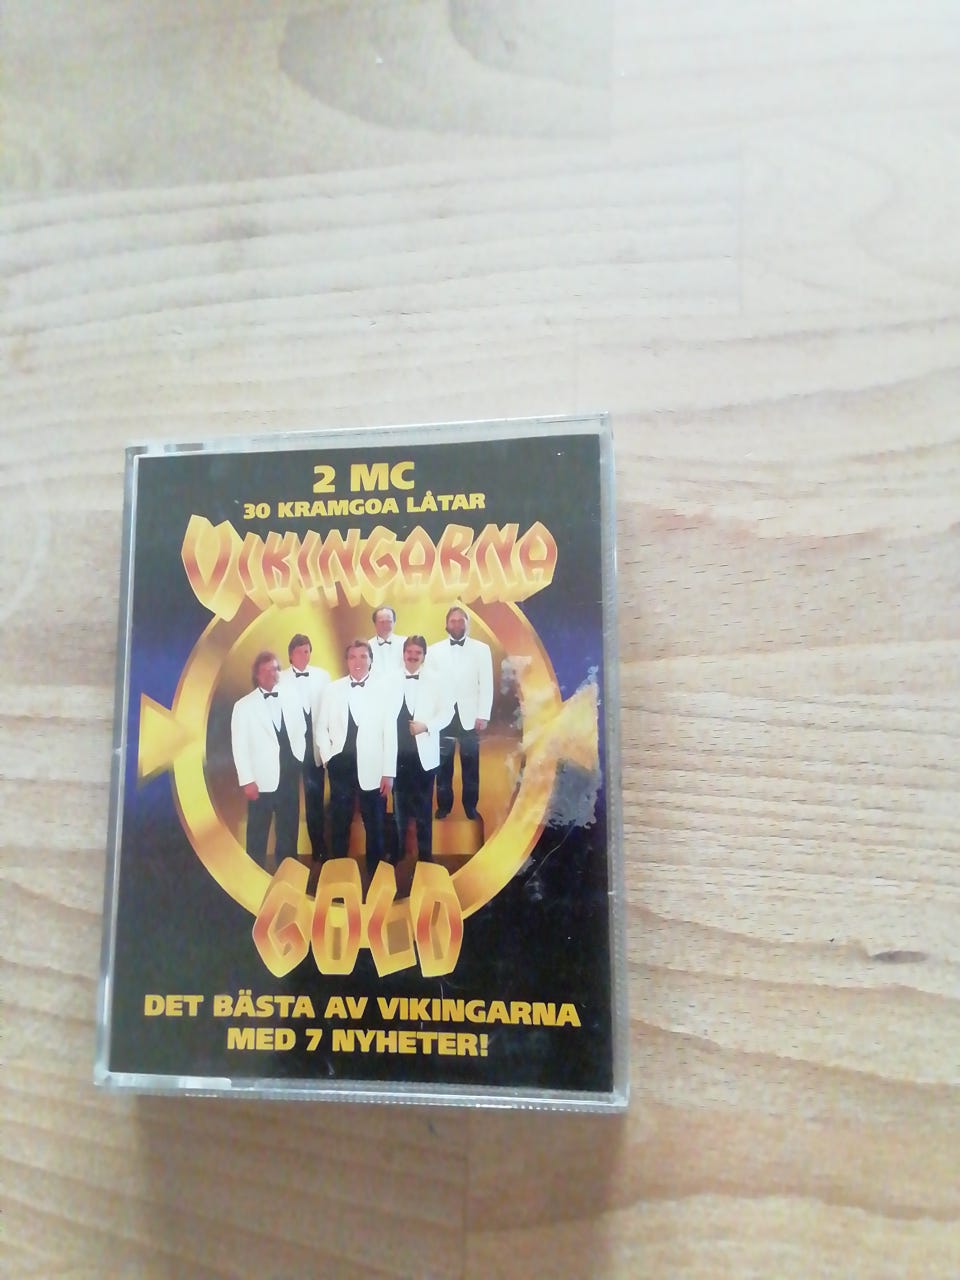 2 MC
30 KRAMGOA LÅTAR
VIKINGARNA
GOLD
DET BÄSTA AV VIKINGARNA
MED 7 NYHETER!